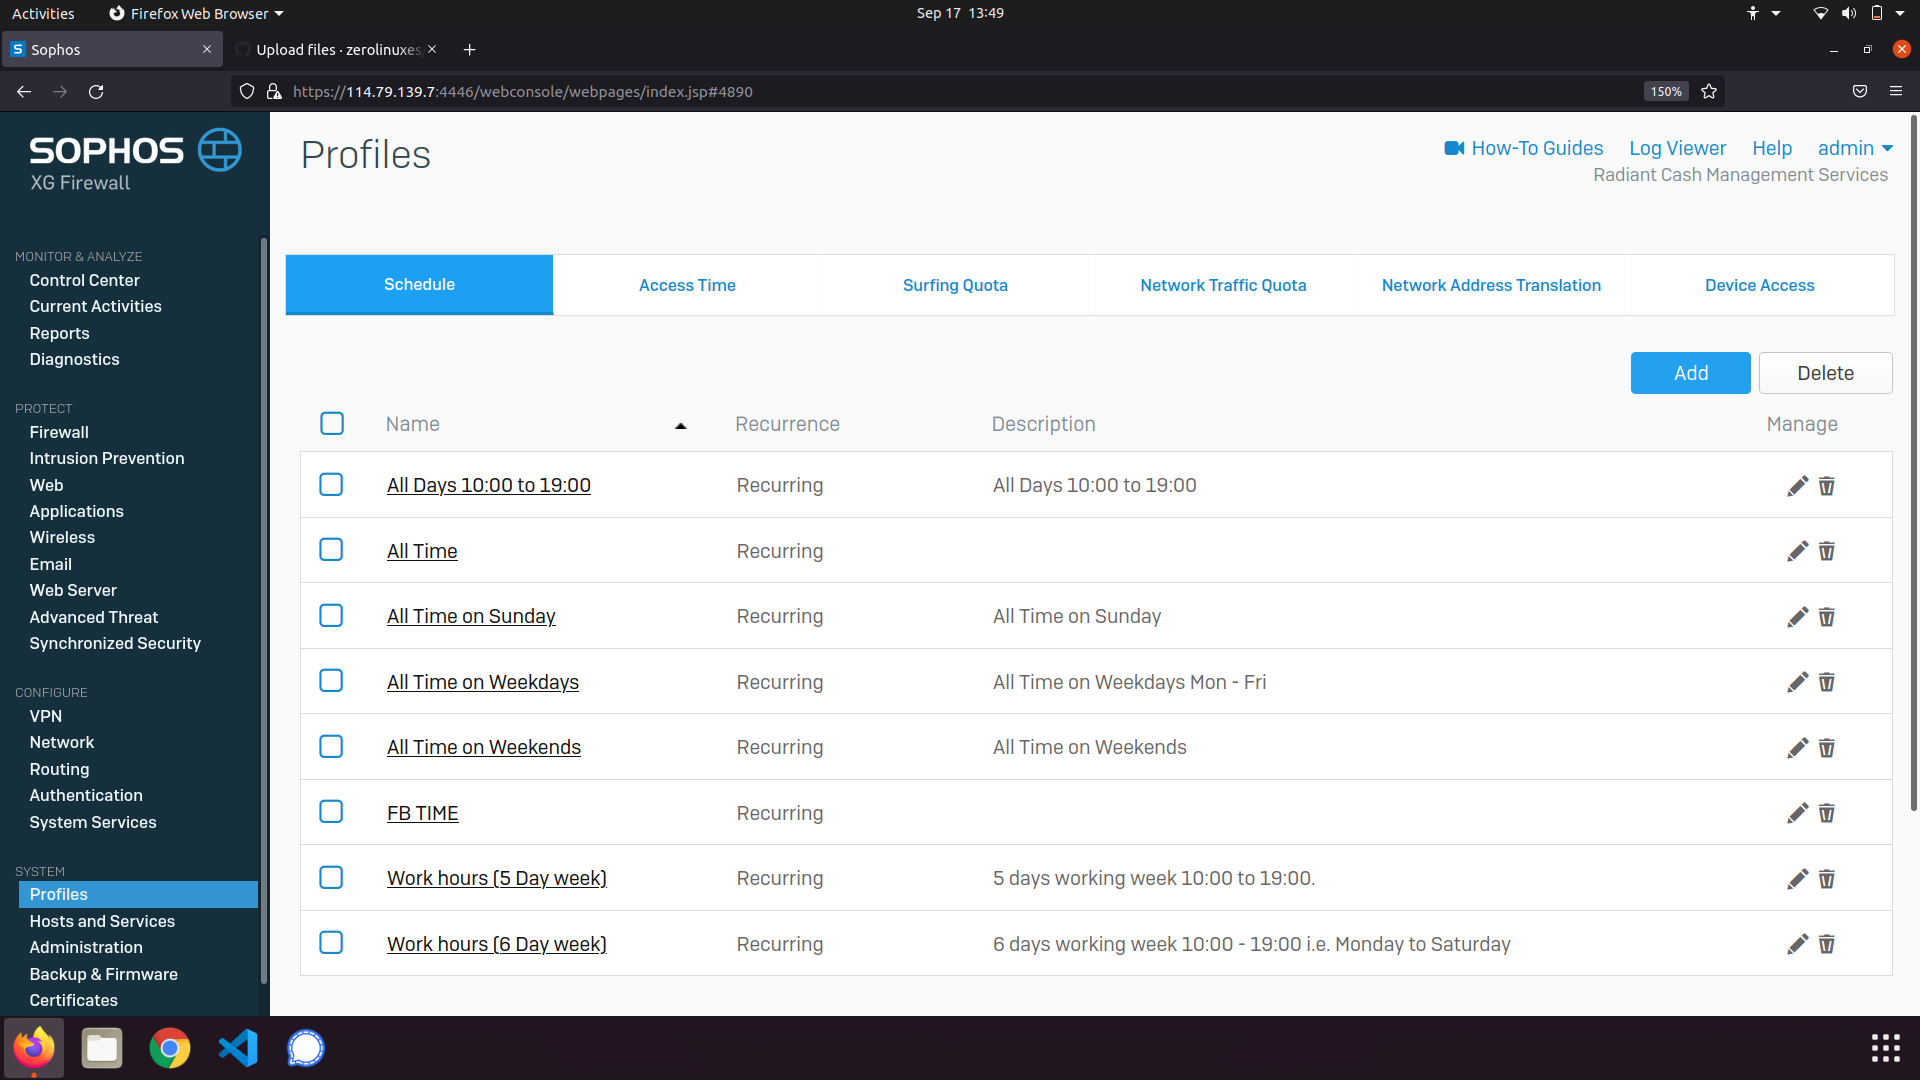 Activities
Firefox Web Browser
Sep 17 13:49
Sophos
Upload files · zerolinuxes
https://114.79.139.7:4446/webconsole/webpages/index.jsp#4890
150%
SOPHOS
XG Firewall
Profiles
How-To Guides
Log Viewer
Help
admin
Radiant Cash Management Services
MONITOR & ANALYZE
Control Center
Current Activities
Reports
Diagnostics
PROTECT
Firewall
Intrusion Prevention
Web
Applications
Wireless
Email
Web Server
Advanced Threat
Synchronized Security
CONFIGURE
VPN
Network
Routing
Authentication
System Services
SYSTEM
Profiles
Hosts and Services
Administration
Backup & Firmware
Certificates
Schedule
Access Time
Surfing Quota
Network Traffic Quota
Network Address Translation
Device Access
Add
Delete
Name Recurrence Description Manage
All Days 10:00 to 19:00 Recurring All Days 10:00 to 19:00
All Time Recurring
All Time on Sunday Recurring All Time on Sunday
All Time on Weekdays Recurring All Time on Weekdays Mon - Fri
All Time on Weekends Recurring All Time on Weekends
FB TIME Recurring
Work hours (5 Day week) Recurring 5 days working week 10:00 to 19:00.
Work hours (6 Day week) Recurring 6 days working week 10:00 - 19:00 i.e. Monday to Saturday